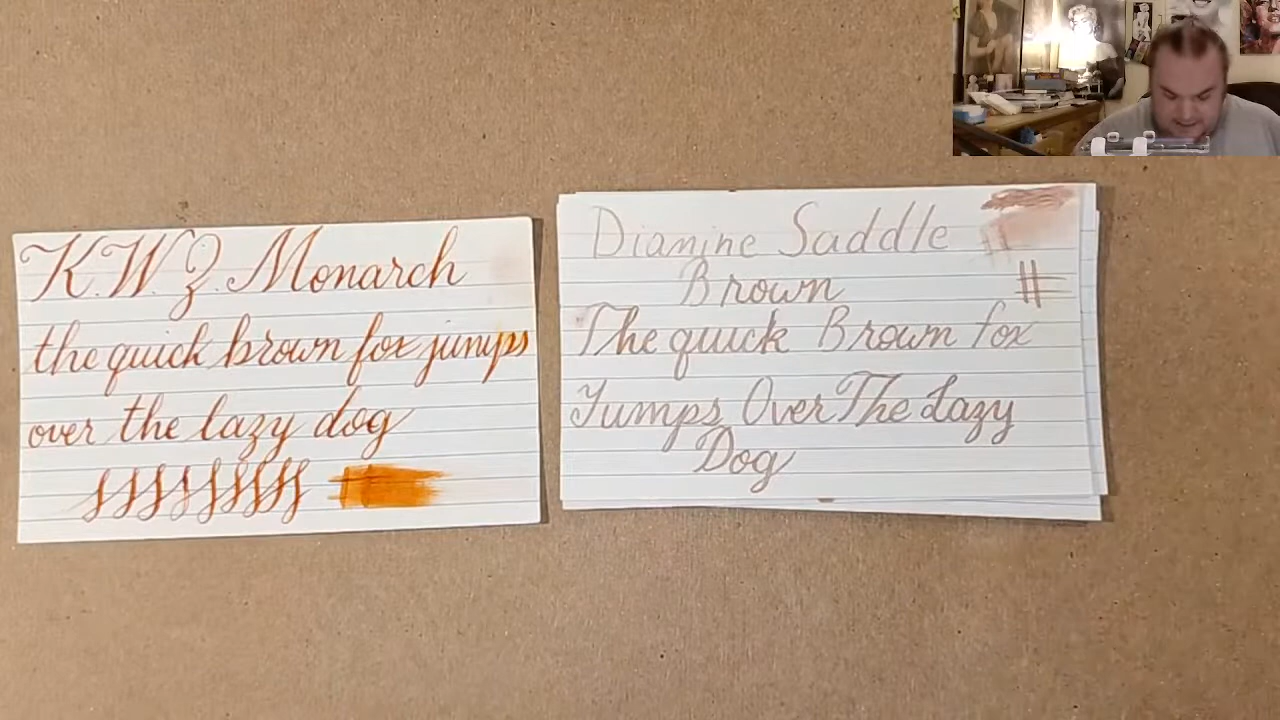 K.W.Z. Monarch
the quick brown fox jumps
over the lazy dog
Diamine Saddle
Brown
#
The quick Brown fox
Jumps Over The Lazy
Dog